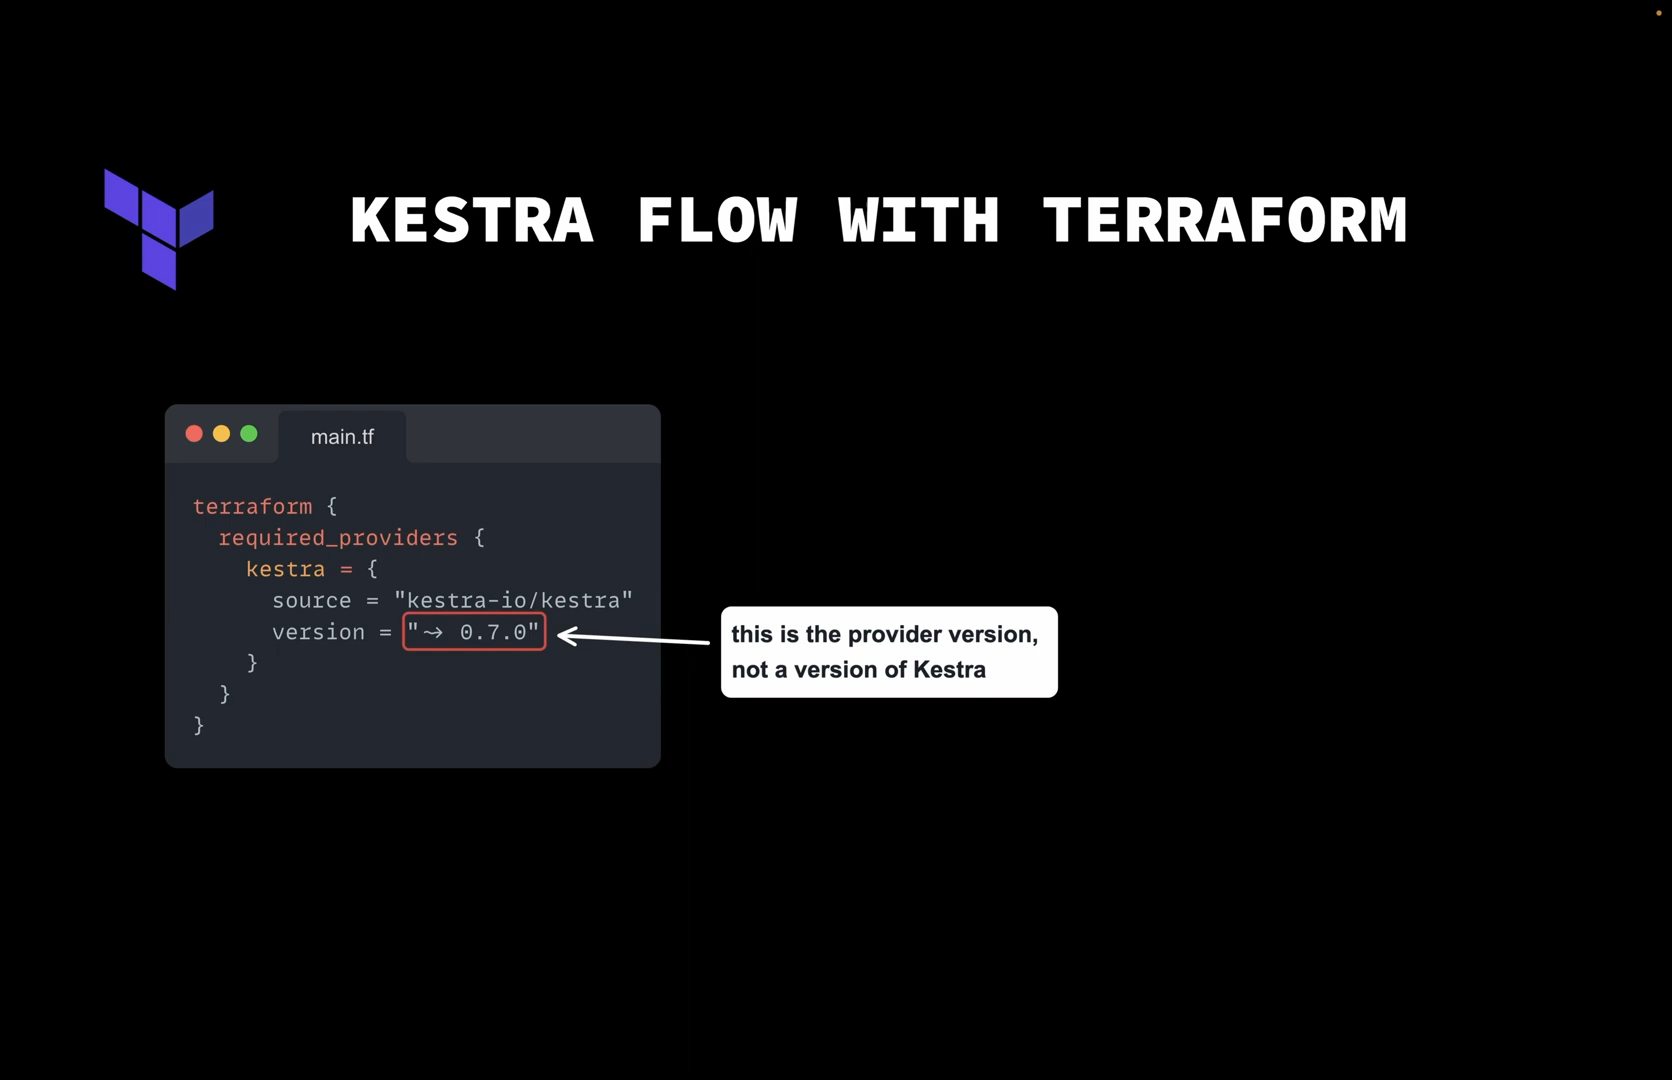 KESTRA FLOW WITH TERRAFORM
main.tf
terraform {
  required_providers {
    kestra = {
      source = "kestra-io/kestra"
      version = "~> 0.7.0"
    }
  }
}
this is the provider version,
not a version of Kestra